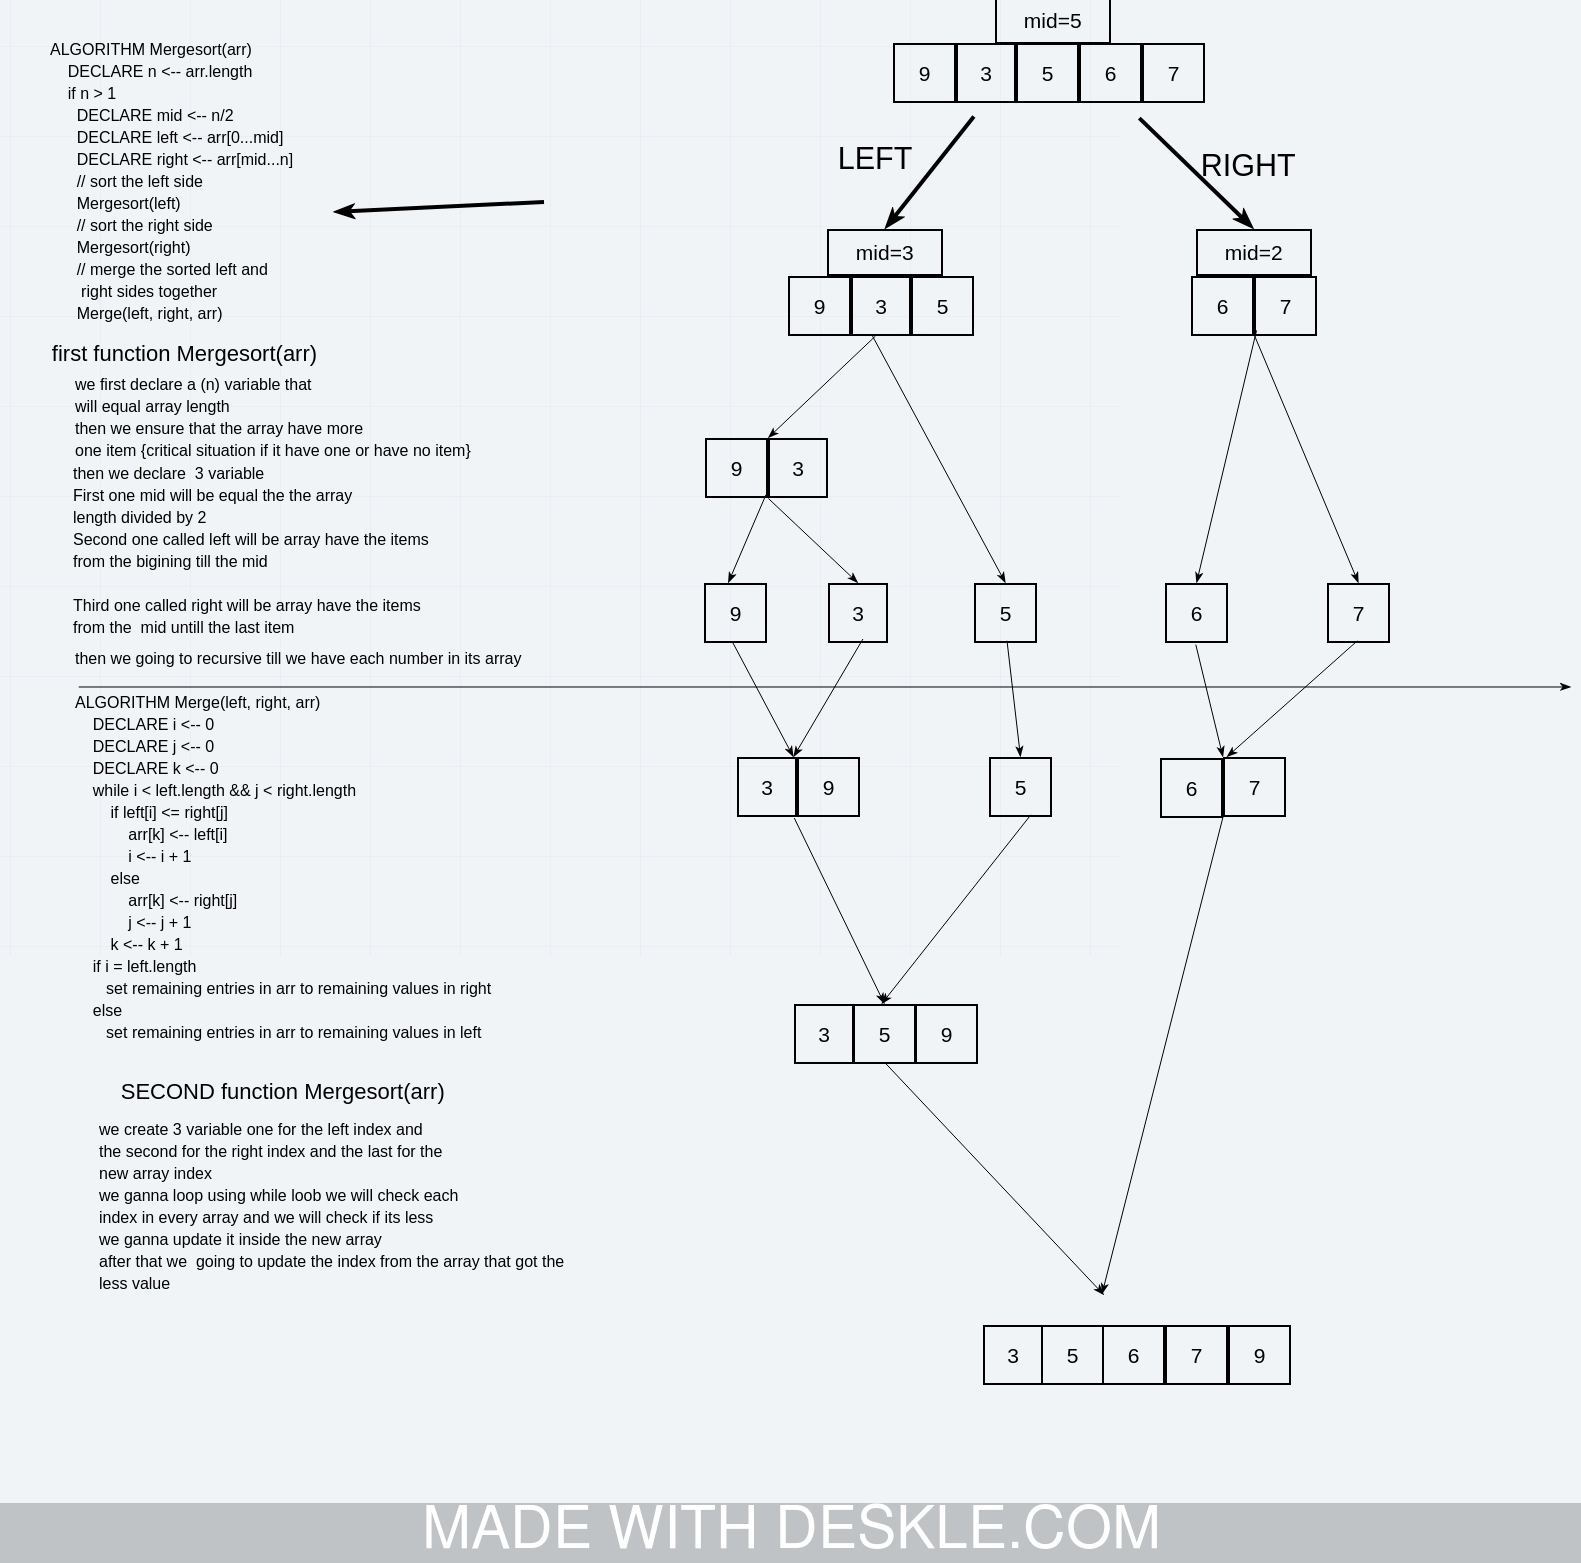 ALGORITHM Mergesort(arr)
DECLARE n <-- arr.length
if n > 1
DECLARE mid <-- n/2
DECLARE left <-- arr[0...mid]
DECLARE right <-- arr[mid...n]
// sort the left side
Mergesort(left)
// sort the right side
Mergesort(right)
// merge the sorted left and
right sides together
Merge(left, right, arr)
first function Mergesort(arr)
we first declare a (n) variable that
will equal array length
then we ensure that the array have more
one item {critical situation if it have one or have no item}
then we declare  3 variable
First one mid will be equal the the array
length divided by 2
Second one called left will be array have the items
from the bigining till the mid
Third one called right will be array have the items
from the  mid untill the last item
then we going to recursive till we have each number in its array
ALGORITHM Merge(left, right, arr)
DECLARE i <-- 0
DECLARE j <-- 0
DECLARE k <-- 0
while i < left.length && j < right.length
if left[i] <= right[j]
arr[k] <-- left[i]
i <-- i + 1
else
arr[k] <-- right[j]
j <-- j + 1
k <-- k + 1
if i = left.length
set remaining entries in arr to remaining values in right
else
set remaining entries in arr to remaining values in left
SECOND function Mergesort(arr)
we create 3 variable one for the left index and
the second for the right index and the last for the
new array index
we ganna loop using while loob we will check each
index in every array and we will check if its less
we ganna update it inside the new array
after that we  going to update the index from the array that got the
less value
mid=5
9 3 5 6 7
LEFT RIGHT
mid=3 mid=2
9 3 5 6 7
9 3
9 3 5 6 7
3 9 5 6 7
3 5 9
3 5 6 7 9
MADE WITH DESKLE.COM